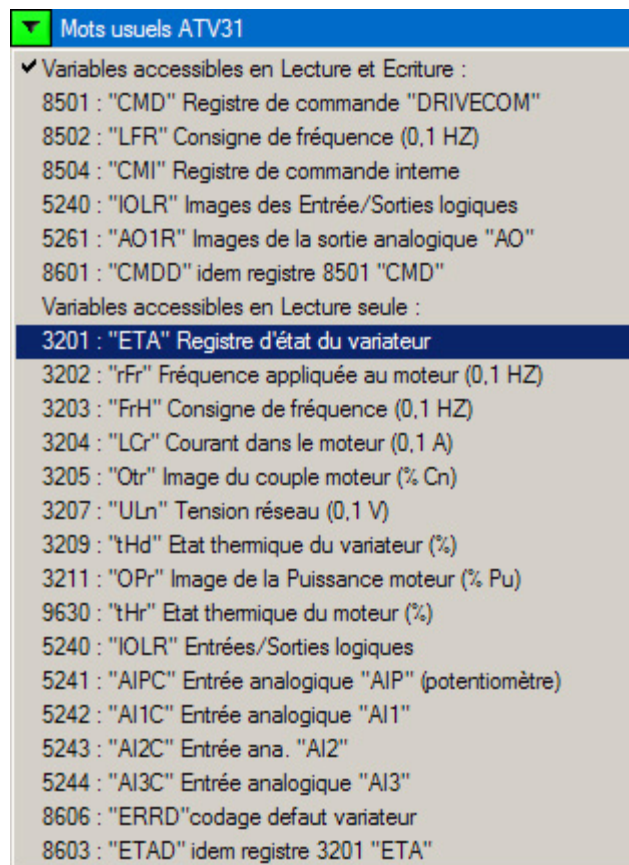 Mots usuels ATV31
Variables accessibles en Lecture et Ecriture :
8501 : "CMD" Registre de commande "DRIVECOM"
8502 : "LFR" Consigne de fréquence (0,1 HZ)
8504 : "CMI" Registre de commande interne
5240 : "IOLR" Images des Entrée/Sorties logiques
5261 : "AO1R" Images de la sortie analogique "AO"
8601 : "CMDD" idem registre 8501 "CMD"
Variables accessibles en Lecture seule :
3201 : "ETA" Registre d'état du variateur
3202 : "rFr" Fréquence appliquée au moteur (0,1 HZ)
3203 : "FrH" Consigne de fréquence (0,1 HZ)
3204 : "LCr" Courant dans le moteur (0,1 A)
3205 : "Otr" Image du couple moteur (% Cn)
3207 : "ULn" Tension réseau (0,1 V)
3209 : "tHd" Etat thermique du variateur (%)
3211 : "OPr" Image de la Puissance moteur (% Pu)
9630 : "tHr" Etat thermique du moteur (%)
5240 : "IOLR" Entrées/Sorties logiques
5241 : "AIPC" Entrée analogique "AIP" (potentiomètre)
5242 : "AI1C" Entrée analogique "AI1"
5243 : "AI2C" Entrée ana. "AI2"
5244 : "AI3C" Entrée analogique "AI3"
8606 : "ERRD"codage defaut variateur
8603 : "ETAD" idem registre 3201 "ETA"